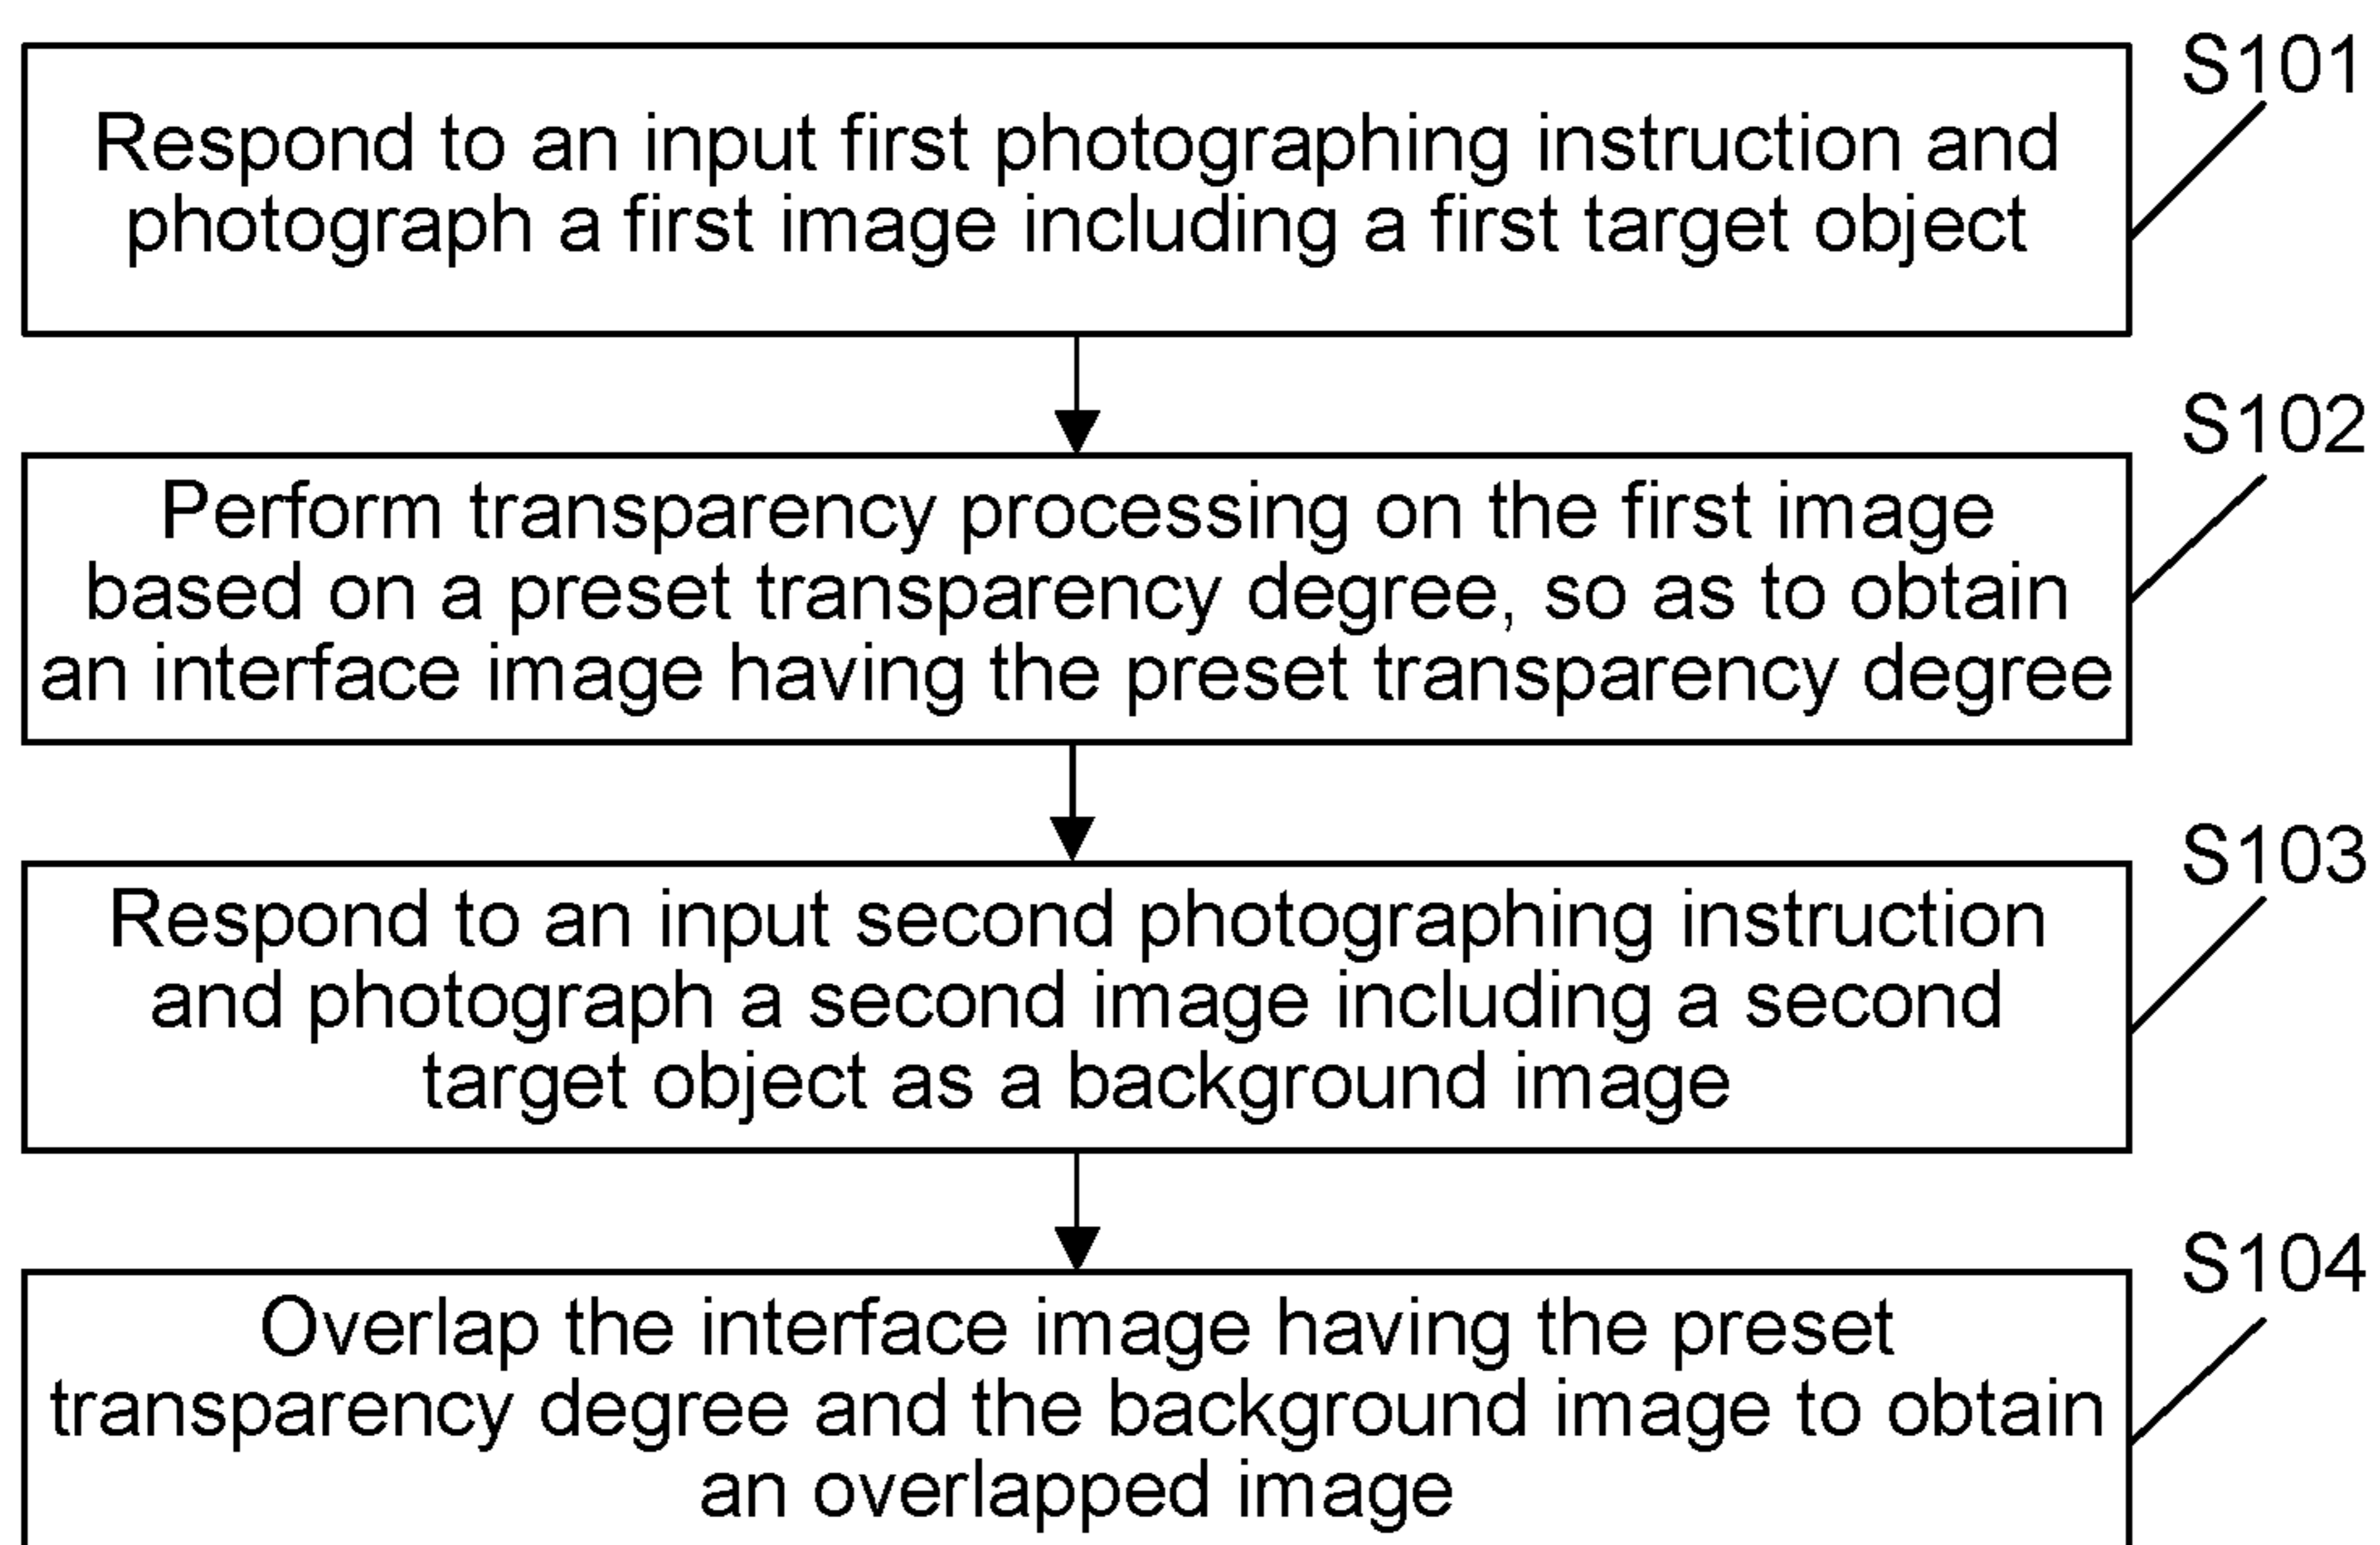 S101
Respond to an input first photographing instruction and
photograph a first image including a first target object
S102
Perform transparency processing on the first image
based on a preset transparency degree, so as to obtain
an interface image having the preset transparency degree
S103
Respond to an input second photographing instruction
and photograph a second image including a second
target object as a background image
S104
Overlap the interface image having the preset
transparency degree and the background image to obtain
an overlapped image